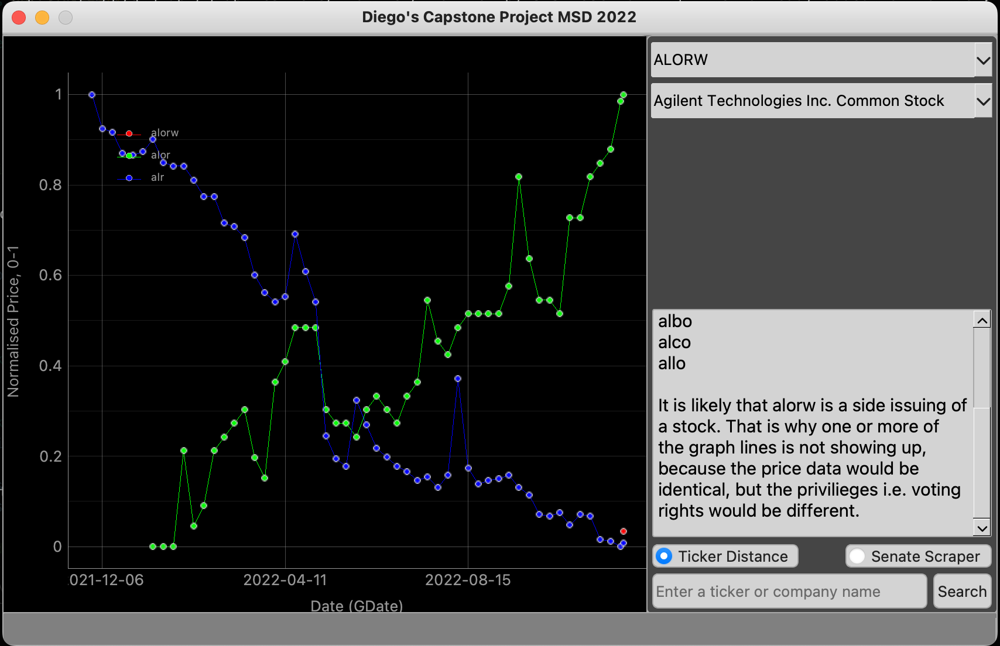 Diego's Capstone Project MSD 2022
ALORW
Agilent Technologies Inc. Common Stock
1
0.8
0.6
0.4
0.2
0
Normalised Price, 0-1
alorw
alor
alr
021-12-06
2022-04-11
2022-08-15
Date (GDate)
albo
alco
allo
It is likely that alorw is a side issuing of
a stock. That is why one or more of
the graph lines is not showing up,
because the price data would be
identical, but the privilieges i.e. voting
rights would be different.
Ticker Distance
Senate Scraper
Enter a ticker or company name
Search